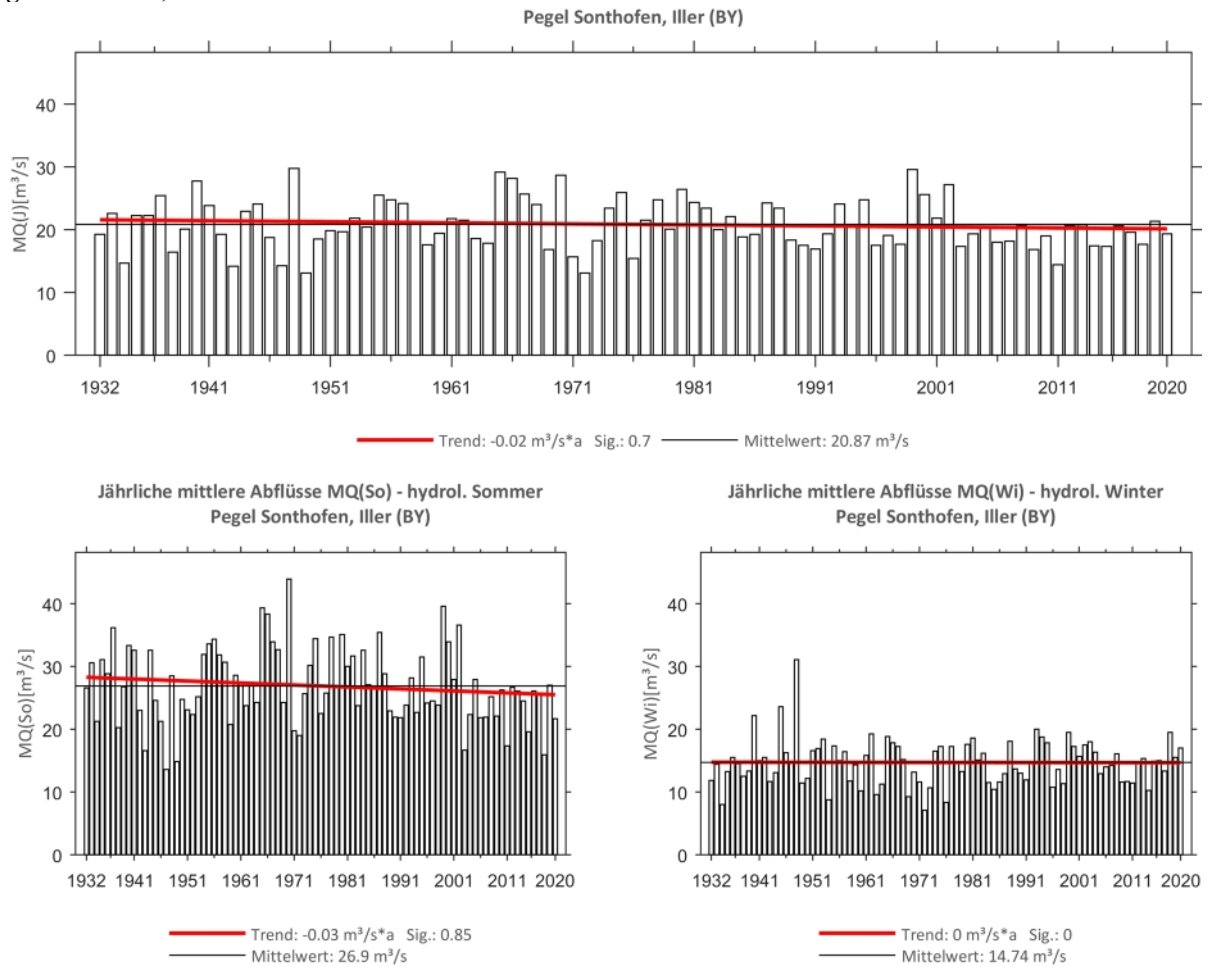 Pegel Sonthofen, Iller (BY)
MQ(J)[m³/s]
40
30
20
10
0
1932 1941 1951 1961 1971 1981 1991 2001 2011 2020
Trend: -0.02 m³/s*a Sig.: 0.7 Mittelwert: 20.87 m³/s
Jährliche mittlere Abflüsse MQ(So) - hydrol. Sommer
Pegel Sonthofen, Iller (BY)
MQ(So)[m³/s]
40
30
20
10
0
1932 1941 1951 1961 1971 1981 1991 2001 2011 2020
Trend: -0.03 m³/s*a Sig.: 0.85
Mittelwert: 26.9 m³/s
Jährliche mittlere Abflüsse MQ(Wi) - hydrol. Winter
Pegel Sonthofen, Iller (BY)
MQ(Wi)[m³/s]
40
30
20
10
0
1932 1941 1951 1961 1971 1981 1991 2001 2011 2020
Trend: 0 m³/s*a Sig.: 0
Mittelwert: 14.74 m³/s